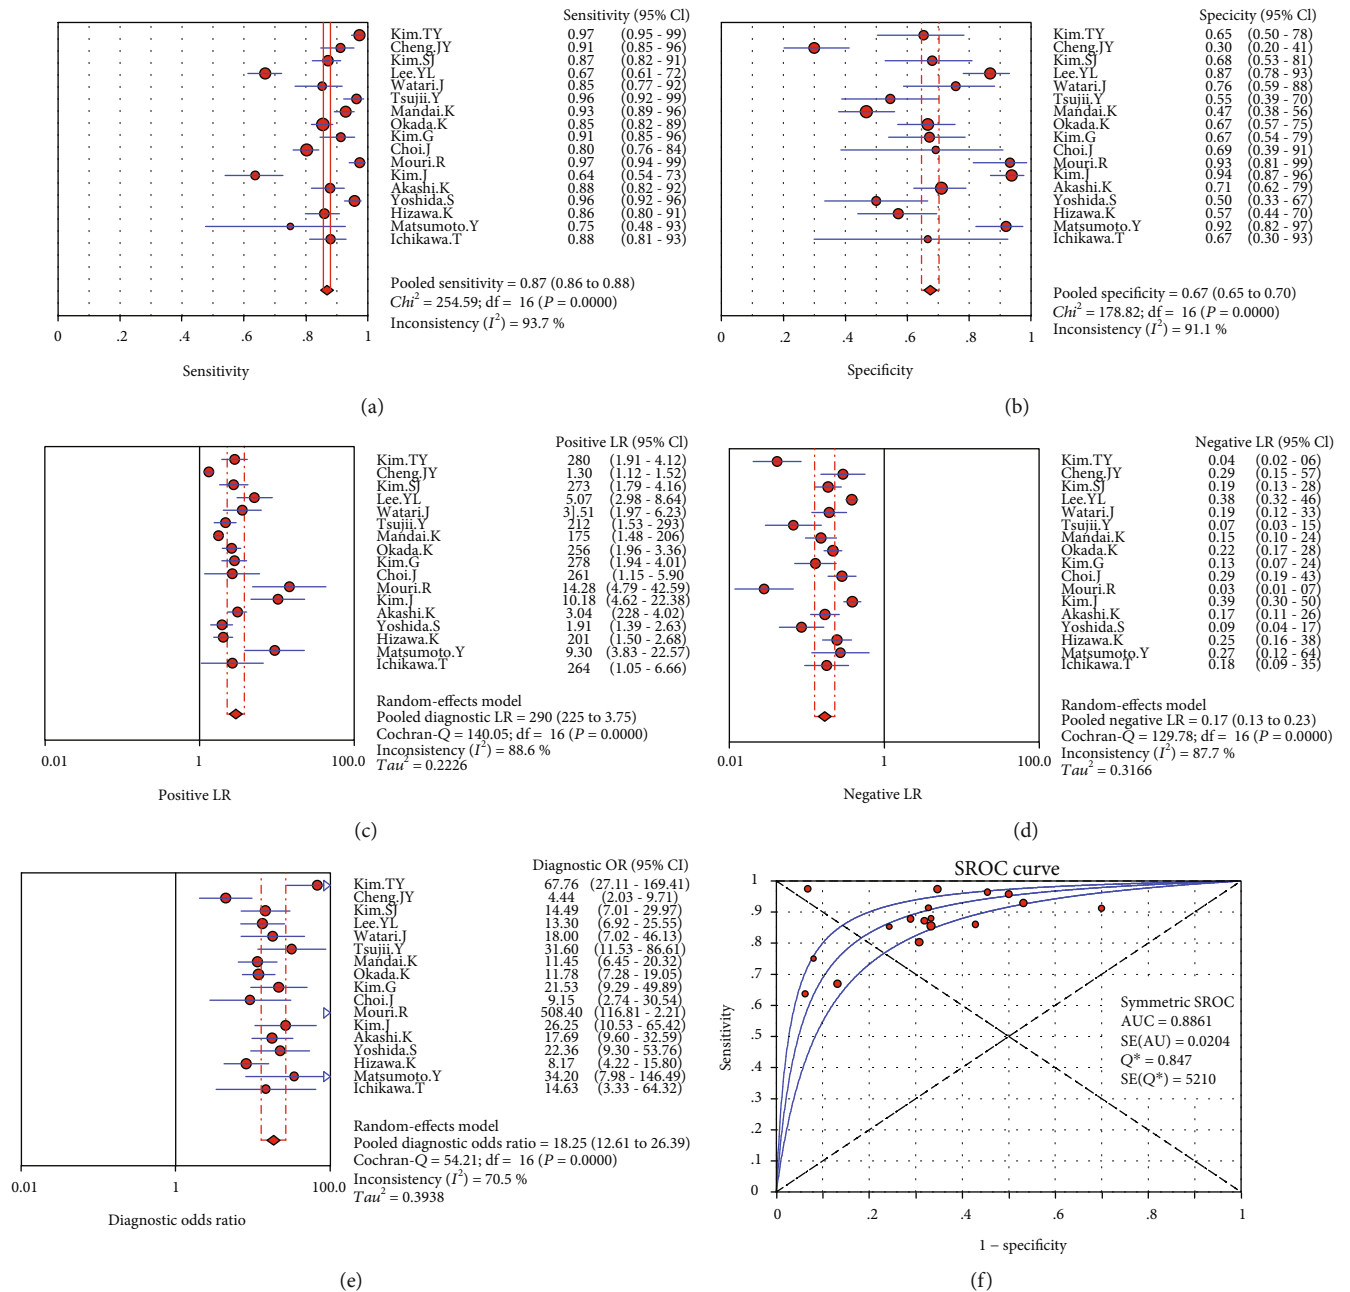 Sensitivity (95% CI)
Kim.TY 0.97 (0.95 - 99)
Cheng.JY 0.91 (0.85 - 96)
Kim.SJ 0.87 (0.82 - 91)
Lee.YL 0.67 (0.61 - 72)
Watari.J 0.85 (0.77 - 92)
Tsujii.Y 0.96 (0.92 - 99)
Mandai.K 0.93 (0.89 - 96)
Okada.K 0.85 (0.82 - 89)
Kim.G 0.91 (0.85 - 96)
Choi.J 0.80 (0.76 - 84)
Mouri.R 0.97 (0.94 - 99)
Kim.J 0.64 (0.54 - 73)
Akashi.K 0.88 (0.82 - 92)
Yoshida.S 0.96 (0.92 - 96)
Hizawa.K 0.86 (0.80 - 91)
Matsumoto.Y 0.75 (0.48 - 93)
Ichikawa.T 0.88 (0.81 - 93)
Pooled sensitivity = 0.87 (0.86 to 0.88)
Chi² = 254.59; df = 16 (P = 0.0000)
Inconsistency (I²) = 93.7 %
0 .2 .4 .6 .8 1
Sensitivity
(a)
Specicity (95% CI)
Kim.TY 0.65 (0.50 - 78)
Cheng.JY 0.30 (0.20 - 41)
Kim.SJ 0.68 (0.53 - 81)
Lee.YL 0.87 (0.78 - 93)
Watari.J 0.76 (0.59 - 88)
Tsujii.Y 0.55 (0.39 - 70)
Mandai.K 0.47 (0.38 - 56)
Okada.K 0.67 (0.57 - 75)
Kim.G 0.67 (0.54 - 79)
Choi.J 0.69 (0.39 - 91)
Mouri.R 0.93 (0.81 - 99)
Kim.J 0.94 (0.87 - 96)
Akashi.K 0.71 (0.62 - 79)
Yoshida.S 0.50 (0.33 - 67)
Hizawa.K 0.57 (0.44 - 70)
Matsumoto.Y 0.92 (0.82 - 97)
Ichikawa.T 0.67 (0.30 - 93)
Pooled specificity = 0.67 (0.65 to 0.70)
Chi² = 178.82; df = 16 (P = 0.0000)
Inconsistency (I²) = 91.1 %
0 .2 .4 .6 .8 1
Specificity
(b)
Positive LR (95% CI)
Kim.TY 280 (1.91 - 4.12)
Cheng.JY 1.30 (1.12 - 1.52)
Kim.SJ 273 (1.79 - 4.16)
Lee.YL 5.07 (2.98 - 8.64)
Watari.J 3|.51 (1.97 - 6.23)
Tsujii.Y 212 (1.53 - 293)
Mandai.K 175 (1.48 - 206)
Okada.K 256 (1.96 - 3.36)
Kim.G 278 (1.94 - 4.01)
Choi.J 261 (1.15 - 5.90
Mouri.R 14.28 (4.79 - 42.59)
Kim.J 10.18 (4.62 - 22.38)
Akashi.K 3.04 (228 - 4.02)
Yoshida.S 1.91 (1.39 - 2.63)
Hizawa.K 201 (1.50 - 2.68)
Matsumoto.Y 9.30 (3.83 - 22.57)
Ichikawa.T 264 (1.05 - 6.66)
Random-effects model
Pooled diagnostic LR = 290 (225 to 3.75)
Cochran-Q = 140.05; df = 16 (P = 0.0000)
Inconsistency (I²) = 88.6 %
Tau² = 0.2226
0.01 1 100.0
Positive LR
(c)
Negative LR (95% CI)
Kim.TY 0.04 (0.02 - 06)
Cheng.JY 0.29 (0.15 - 57)
Kim.SJ 0.19 (0.13 - 28)
Lee.YL 0.38 (0.32 - 46)
Watari.J 0.19 (0.12 - 33)
Tsujii.Y 0.07 (0.03 - 15)
Mandai.K 0.15 (0.10 - 24)
Okada.K 0.22 (0.17 - 28)
Kim.G 0.13 (0.07 - 24)
Choi.J 0.29 (0.19 - 43)
Mouri.R 0.03 (0.01 - 07)
Kim.J 0.39 (0.30 - 50)
Akashi.K 0.17 (0.11 - 26)
Yoshida.S 0.09 (0.04 - 17)
Hizawa.K 0.25 (0.16 - 38)
Matsumoto.Y 0.27 (0.12 - 64)
Ichikawa.T 0.18 (0.09 - 35)
Random-effects model
Pooled negative LR = 0.17 (0.13 to 0.23)
Cochran-Q = 129.78; df = 16 (P = 0.0000)
Inconsistency (I²) = 87.7 %
Tau² = 0.3166
0.01 1 100.0
Negative LR
(d)
Diagnostic OR (95% CI)
Kim.TY 67.76 (27.11 - 169.41)
Cheng.JY 4.44 (2.03 - 9.71)
Kim.SJ 14.49 (7.01 - 29.97)
Lee.YL 13.30 (6.92 - 25.55)
Watari.J 18.00 (7.02 - 46.13)
Tsujii.Y 31.60 (11.53 - 86.61)
Mandai.K 11.45 (6.45 - 20.32)
Okada.K 11.78 (7.28 - 19.05)
Kim.G 21.53 (9.29 - 49.89)
Choi.J 9.15 (2.74 - 30.54)
Mouri.R 508.40 (116.81 - 2.21)
Kim.J 26.25 (10.53 - 65.42)
Akashi.K 17.69 (9.60 - 32.59)
Yoshida.S 22.36 (9.30 - 53.76)
Hizawa.K 8.17 (4.22 - 15.80)
Matsumoto.Y 34.20 (7.98 - 146.49)
Ichikawa.T 14.63 (3.33 - 64.32)
Random-effects model
Pooled diagnostic odds ratio = 18.25 (12.61 to 26.39)
Cochran-Q = 54.21; df = 16 (P = 0.0000)
Inconsistency (I²) = 70.5 %
Tau² = 0.3938
0.01 1 100.0
Diagnostic odds ratio
(e)
SROC curve
Sensitivity
1
.9
.8
.7
.6
.5
.4
.3
.2
.1
0
Symmetric SROC
AUC = 0.8861
SE(AU) = 0.0204
Q* = 0.847
SE(Q*) = 5210
0 .2 .4 .6 .8 1
1 − specificity
(f)